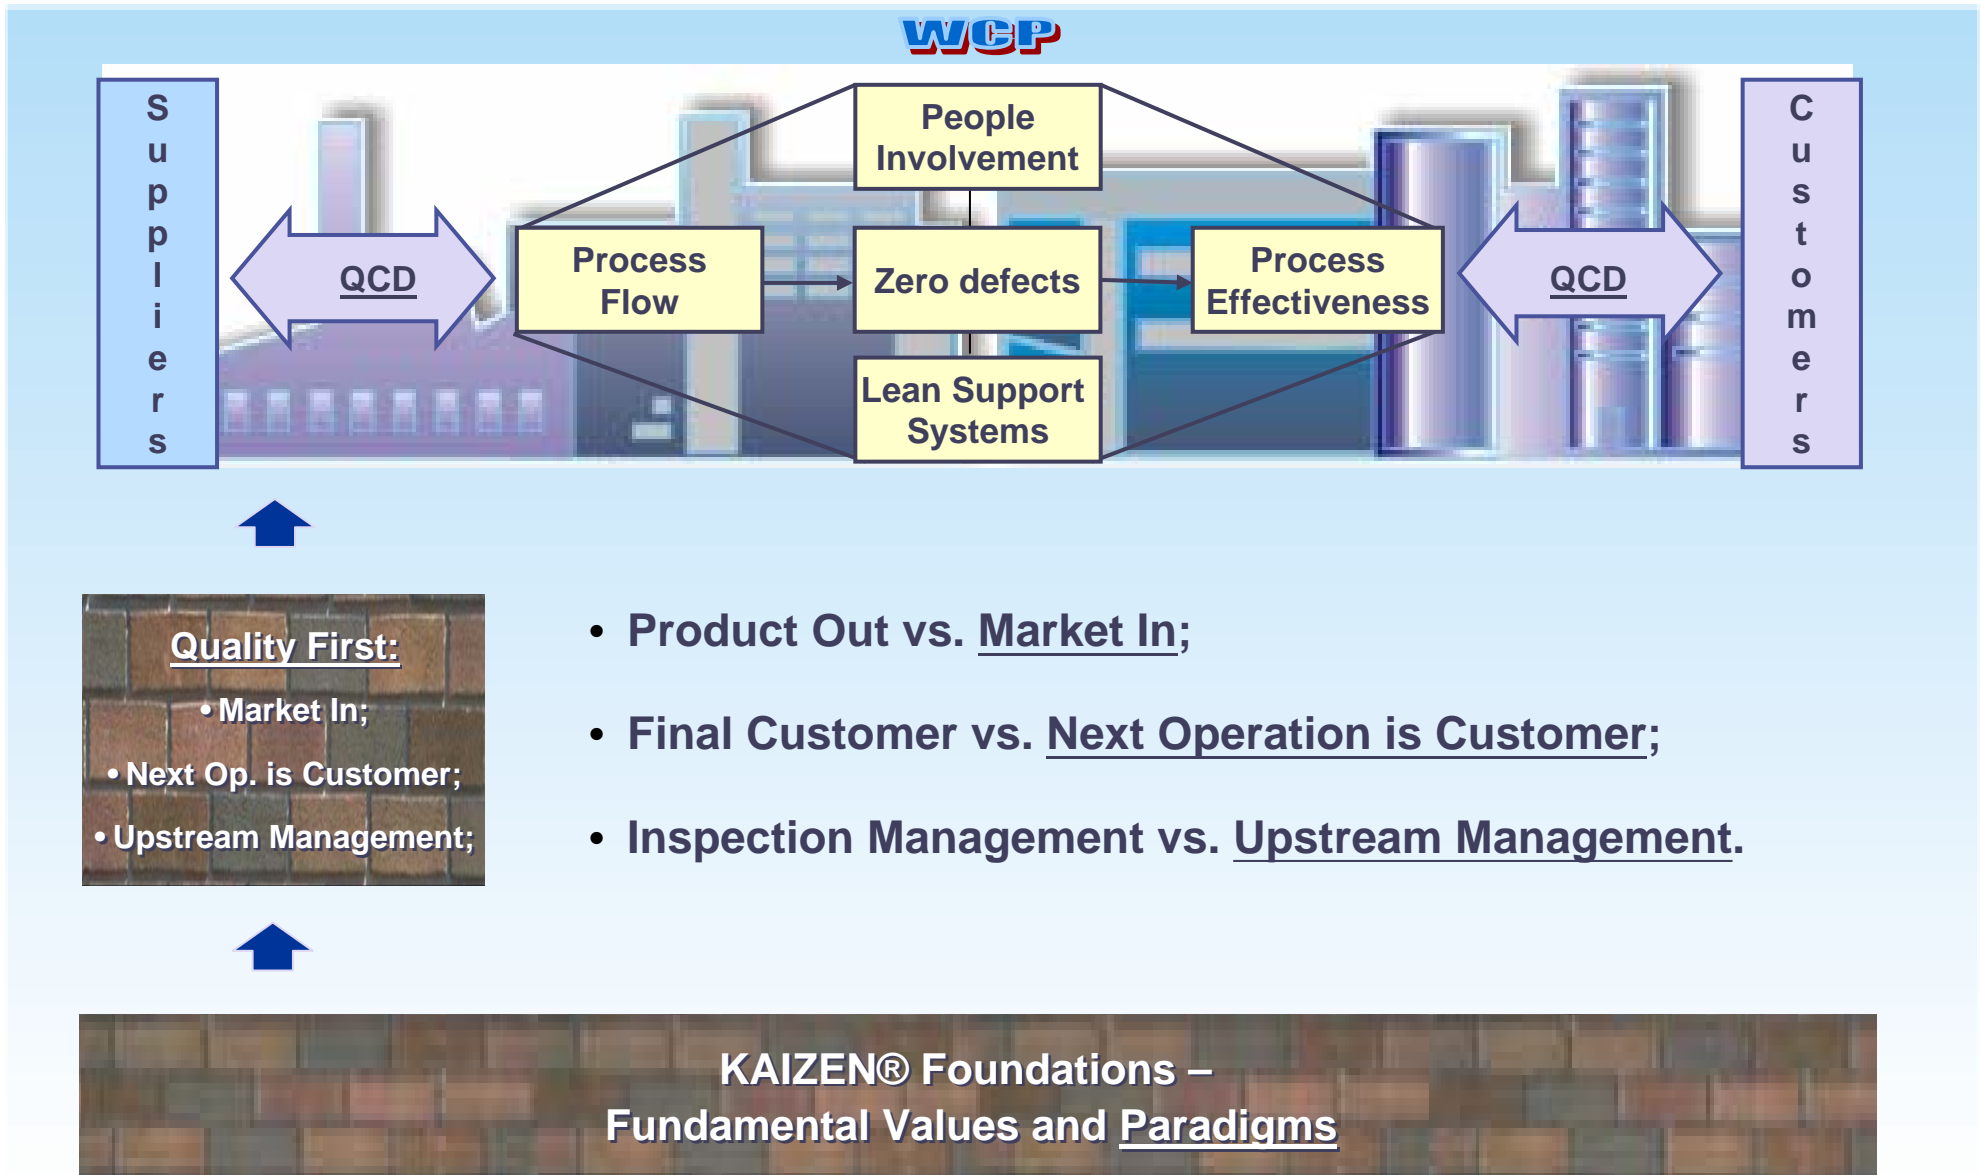 WCP
Suppliers
QCD
People
Involvement
Process
Flow
Zero defects
Process
Effectiveness
Lean Support
Systems
QCD
Customers
Quality First:
• Market In;
• Next Op. is Customer;
• Upstream Management;
• Product Out vs. Market In;
• Final Customer vs. Next Operation is Customer;
• Inspection Management vs. Upstream Management.
KAIZEN® Foundations –
Fundamental Values and Paradigms